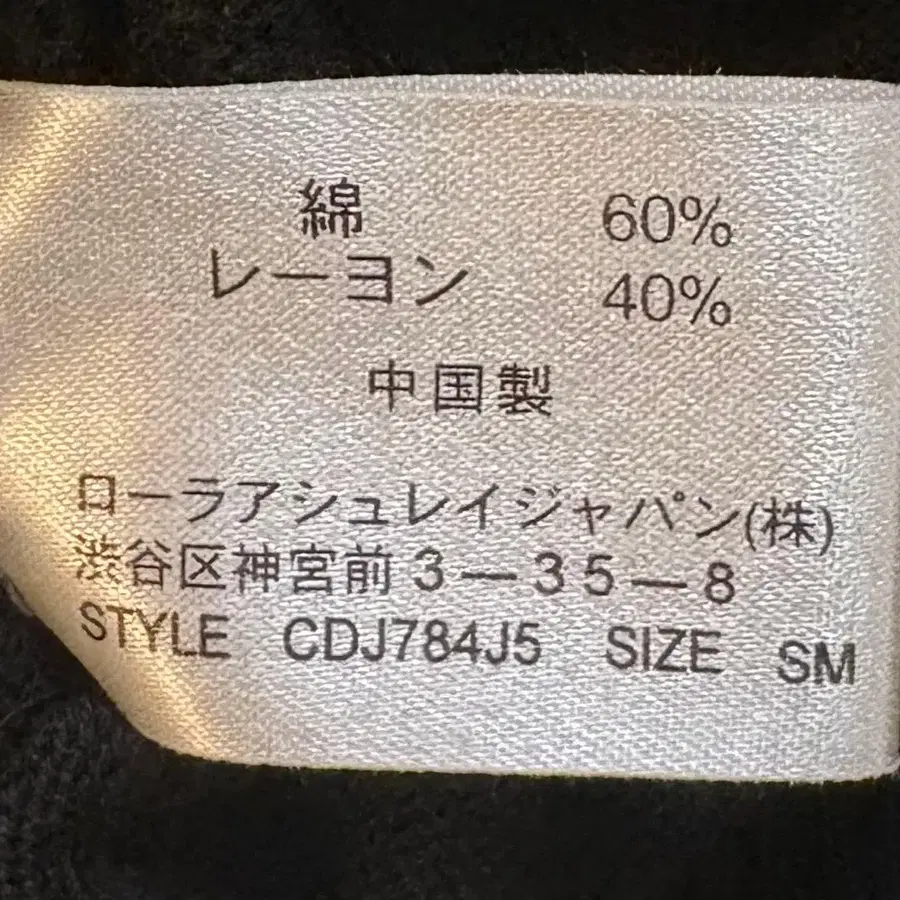 綿 60%
レーヨン 40%
中国製
ローラアシュレイジャパン(株)
渋谷区神宮前3―35―8
STYLE CDJ784J5 SIZE SM